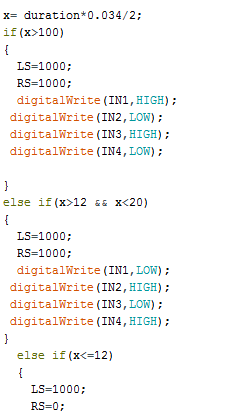 x= duration*0.034/2;
if(x>100)
{
LS=1000;
RS=1000;
digitalWrite(IN1,HIGH);
digitalWrite(IN2,LOW);
digitalWrite(IN3,HIGH);
digitalWrite(IN4,LOW);
}
else if(x>12 && x<20)
{
LS=1000;
RS=1000;
digitalWrite(IN1,LOW);
digitalWrite(IN2,HIGH);
digitalWrite(IN3,LOW);
digitalWrite(IN4,HIGH);
}
else if(x<=12)
{
LS=1000;
RS=0;